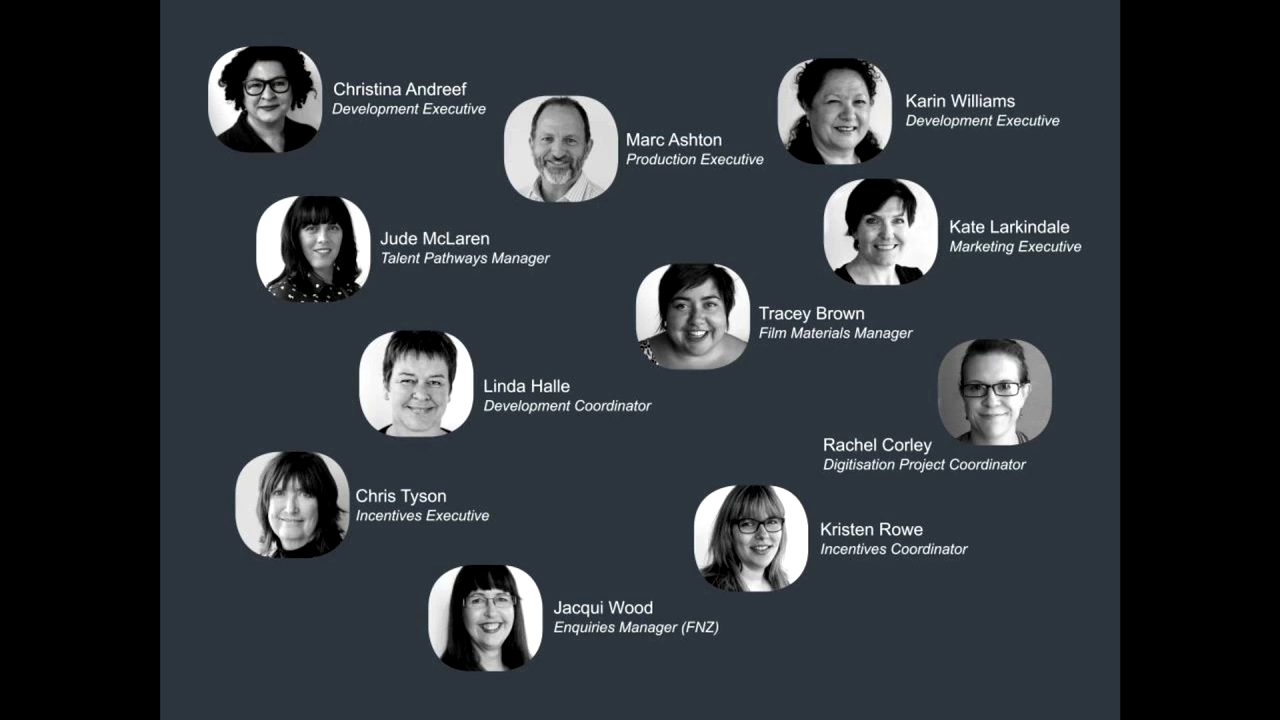 Christina Andreef
Development Executive
Karin Williams
Development Executive
Marc Ashton
Production Executive
Jude McLaren
Talent Pathways Manager
Kate Larkindale
Marketing Executive
Tracey Brown
Film Materials Manager
Linda Halle
Development Coordinator
Rachel Corley
Digitisation Project Coordinator
Chris Tyson
Incentives Executive
Kristen Rowe
Incentives Coordinator
Jacqui Wood
Enquiries Manager (FNZ)